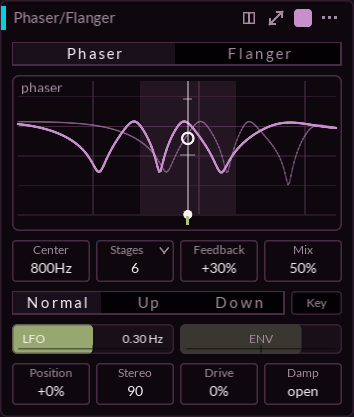 Phaser/Flanger
Phaser Flanger
phaser
Center Stages Feedback Mix
800Hz 6 +30% 50%
Normal Up Down Key
LFO 0.30 Hz ENV
Position Stereo Drive Damp
+0% 90 0% open